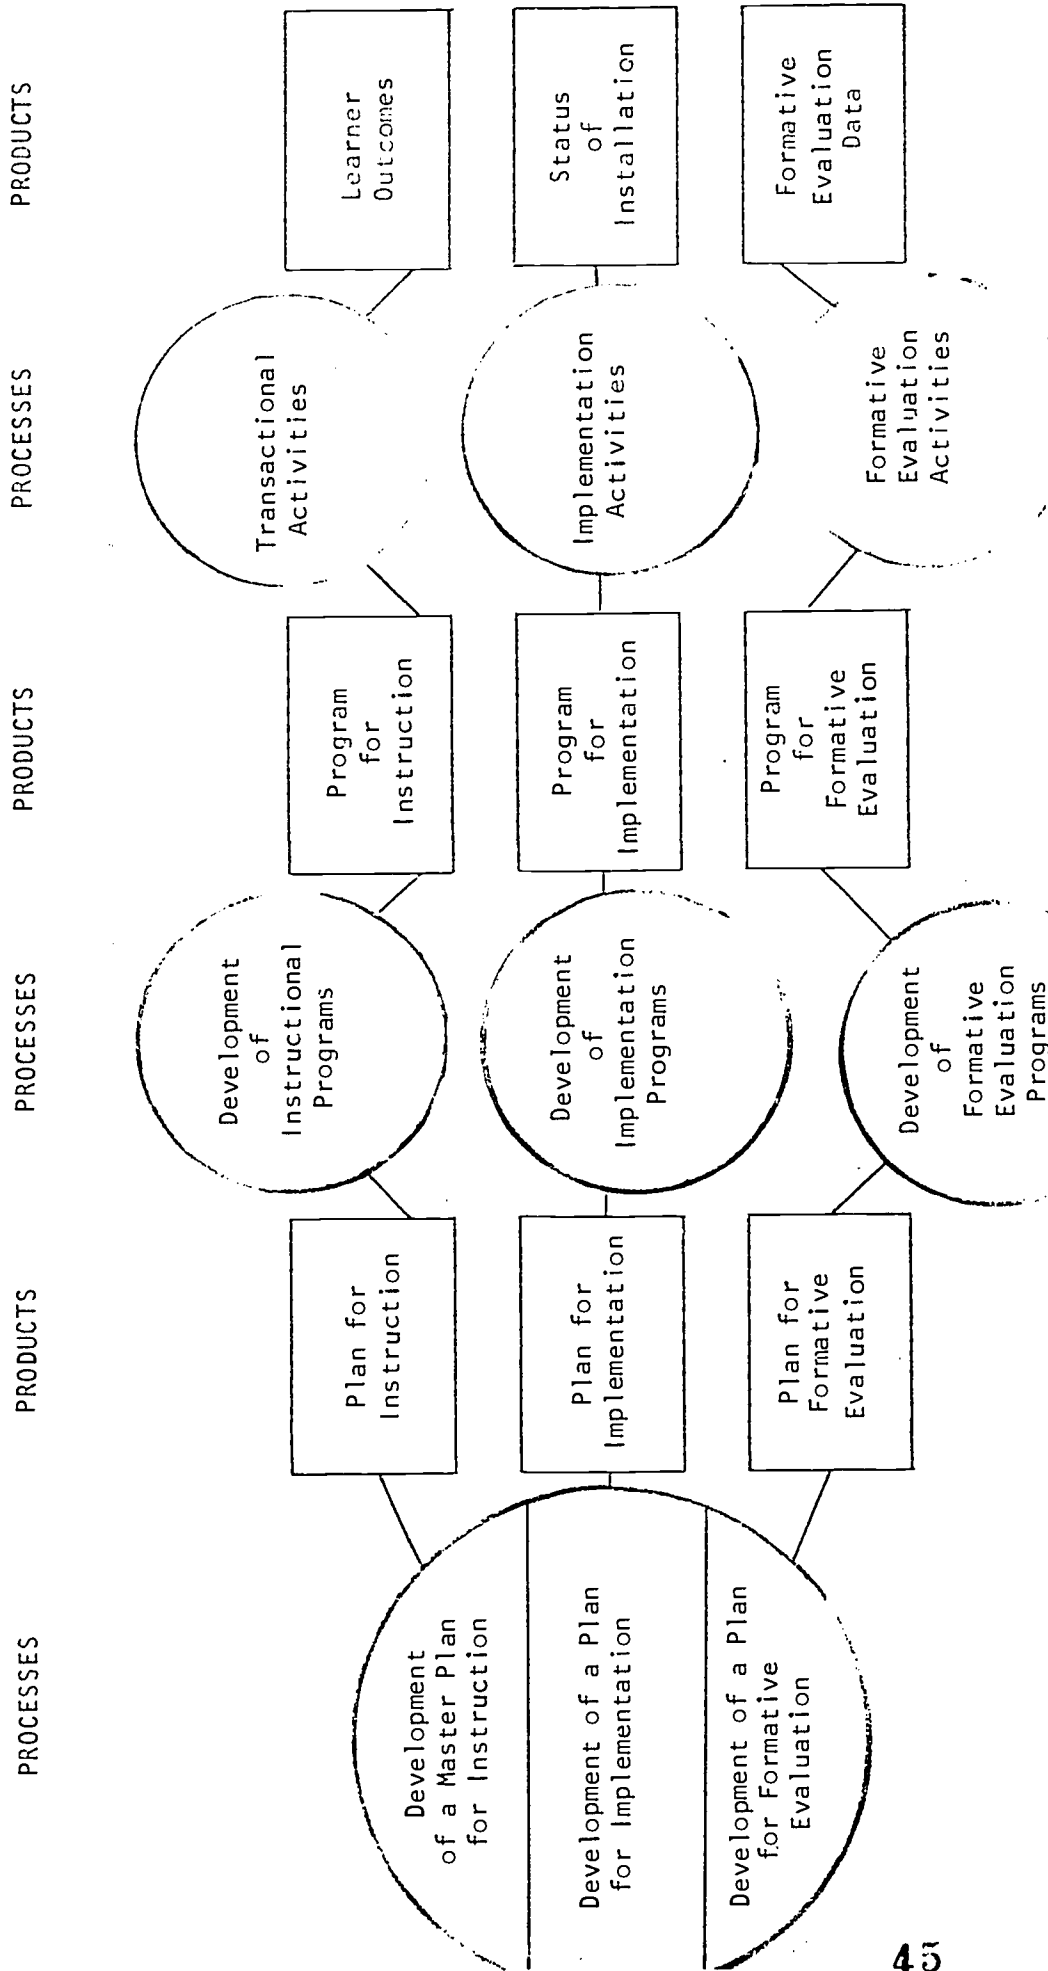 PROCESSES
PRODUCTS
PROCESSES
PRODUCTS
PROCESSES
PRODUCTS
Development
of a Master Plan
for Instruction
Development of a Plan
for Implementation
Development of a Plan
for Formative
Evaluation
Plan for
Instruction
Plan for
Implementation
Plan for
Formative
Evaluation
Development
of
Instructional
Programs
Development
of
Implementation
Programs
Development
of
Formative
Evaluation
Programs
Program
for
Instruction
Program
for
Implementation
Program
for
Formative
Evaluation
Transactional
Activities
Implementation
Activities
Formative
Evaluation
Activities
Learner
Outcomes
Status
of
Installation
Formative
Evaluation
Data
45